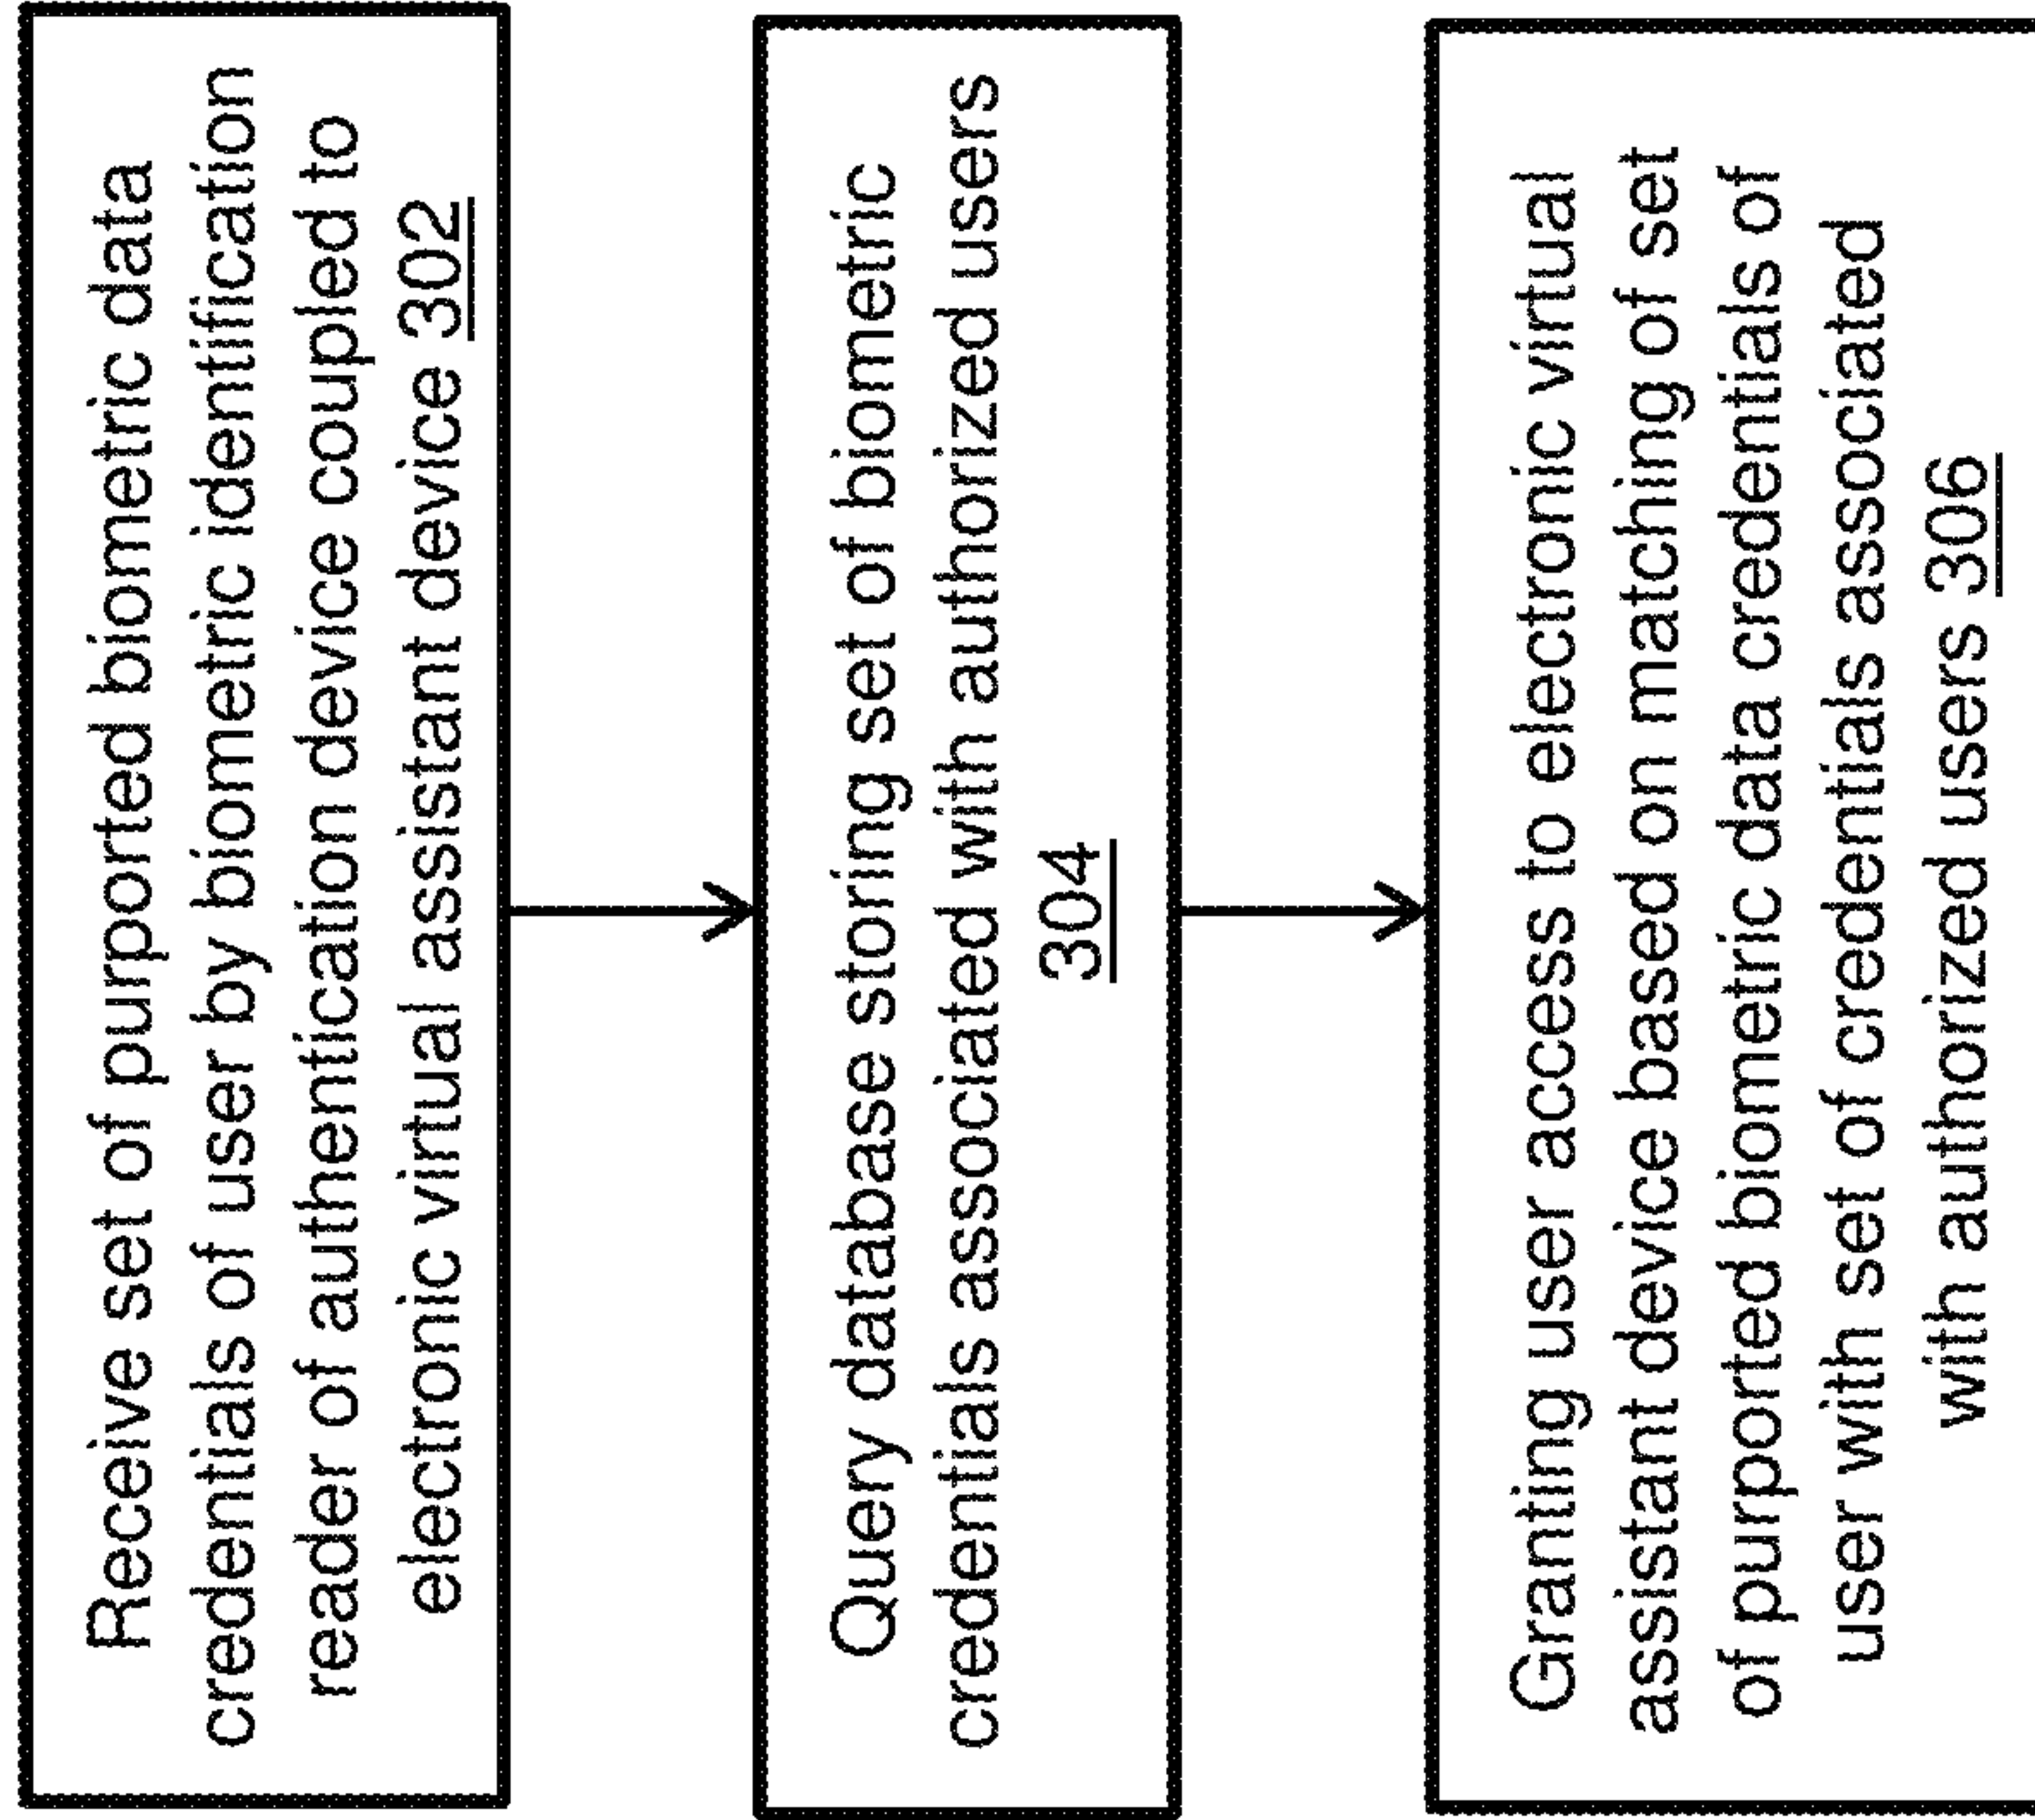 Receive set of purported biometric data
credentials of user by biometric identification
reader of authentication device coupled to
electronic virtual assistant device 302
Query database storing set of biometric
credentials associated with authorized users
304
Granting user access to electronic virtual
assistant device based on matching of set
of purported biometric data credentials of
user with set of credentials associated
with authorized users 306